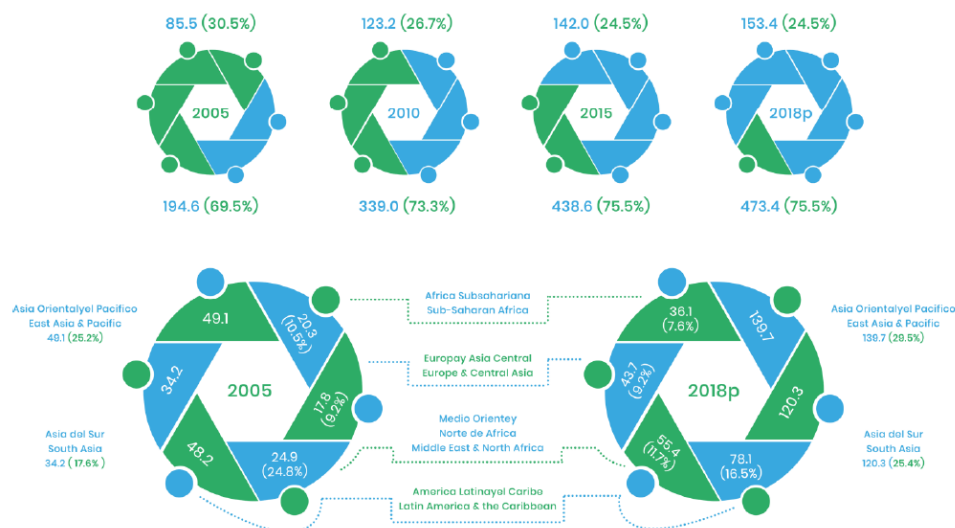 85.5 (30.5%)
123.2 (26.7%)
142.0 (24.5%)
153.4 (24.5%)
2005
2010
2015
2018p
194.6 (69.5%)
339.0 (73.3%)
438.6 (75.5%)
473.4 (75.5%)
Asia Orientalyel Pacifico
East Asia & Pacific
49.1 (25.2%)
Asia del Sur
South Asia
34.2 (17.6%)
49.1
20.3
(10.5%)
34.2
2005
17.8
(9.2%)
48.2
24.9
(24.8%)
Africa Subsahariana
Sub-Saharan Africa
Europay Asia Central
Europe & Central Asia
Medio Orientey
Norte de Africa
Middle East & North Africa
America Latinayol Caribo
Latin America & the Caribboan
36.1
(7.6%)
139.7
43.7
(9.2%)
2018p
120.3
55.4
(11.7%)
78.1
(16.5%)
Asia Orientalyel Pacifico
East Asia & Pacific
139.7 (29.5%)
Asia del Sur
South Asia
120.3 (25.4%)